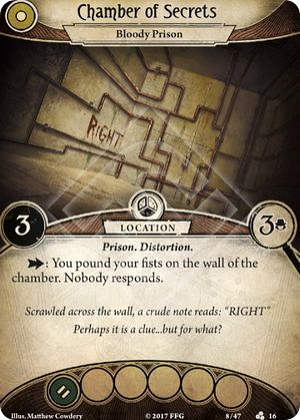 Chamber of Secrets
Bloody Prison
RIGHT
3
LOCATION
3
Prison. Distortion.
: You pound your fists on the wall of the
chamber. Nobody responds.
Scrawled across the wall, a crude note reads: “RIGHT”
Perhaps it is a clue...but for what?
Illus. Matthew Cowdery
© 2017 FFG
8/47
16